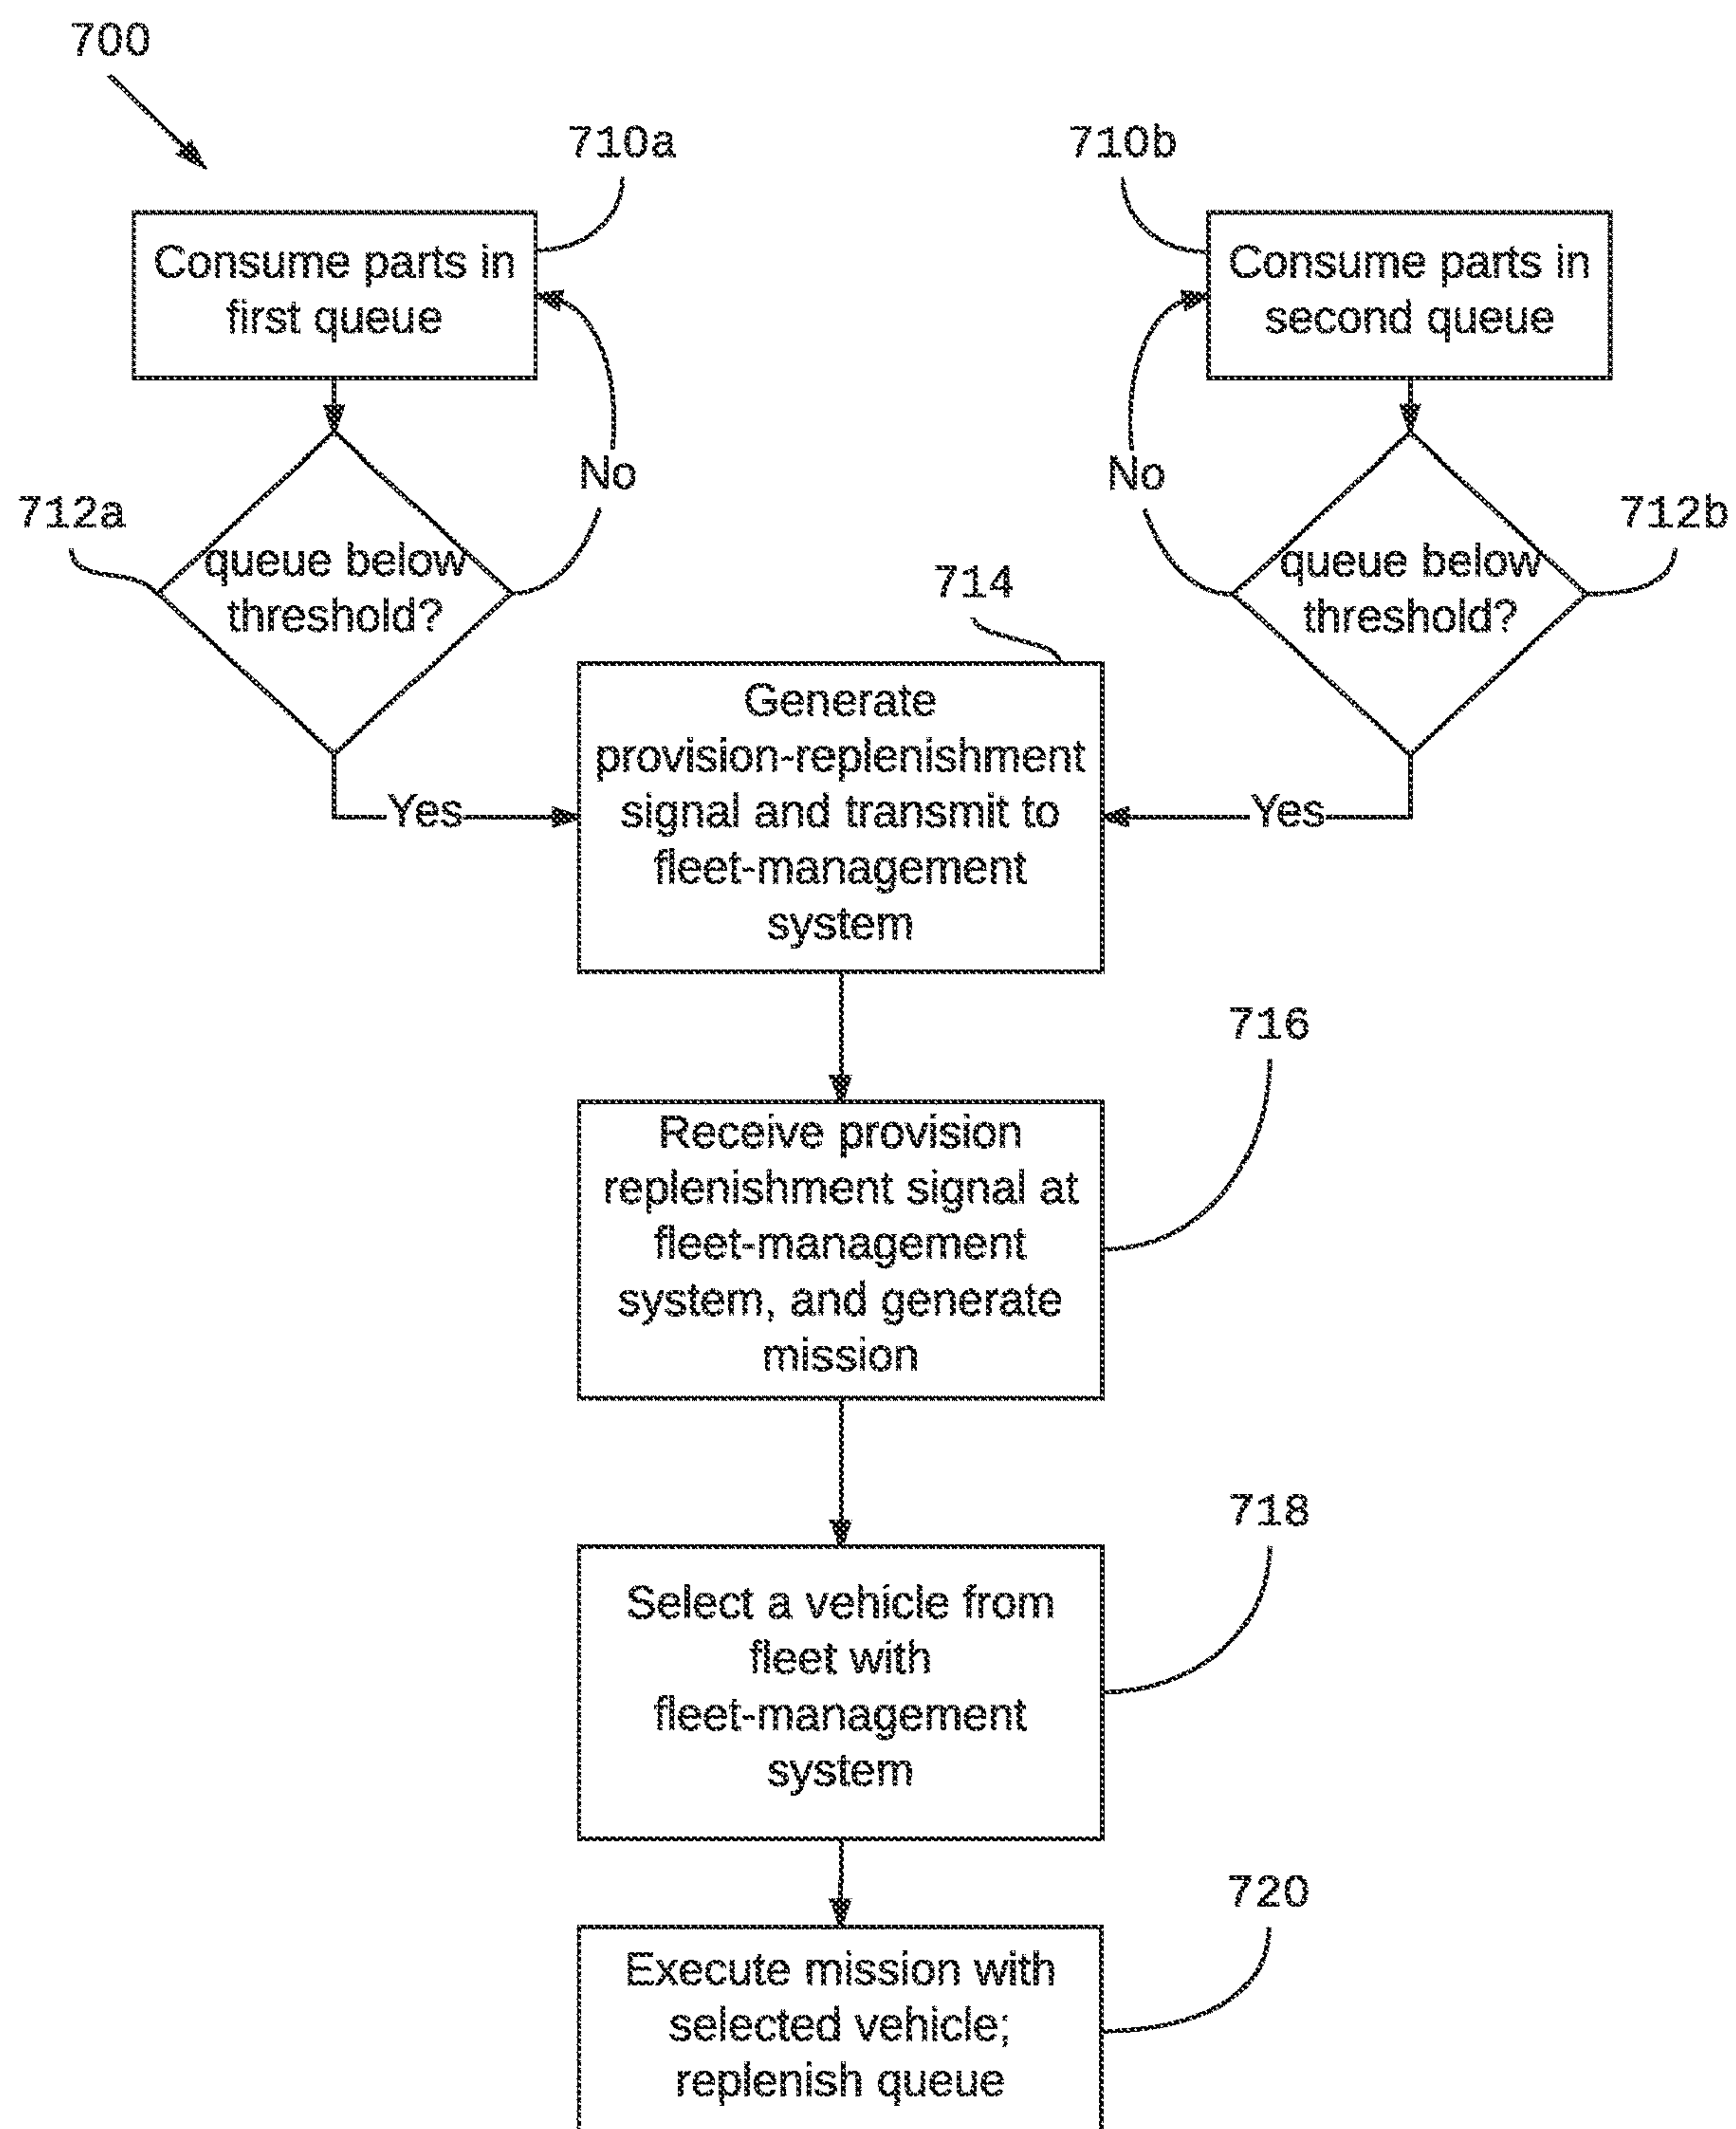 700
710a
710b
Consume parts in
first queue
Consume parts in
second queue
No
No
712a
712b
queue below
threshold?
queue below
threshold?
714
Generate
provision-replenishment
signal and transmit to
fleet-management
system
Yes
Yes
716
Receive provision
replenishment signal at
fleet-management
system, and generate
mission
718
Select a vehicle from
fleet with
fleet-management
system
720
Execute mission with
selected vehicle;
replenish queue